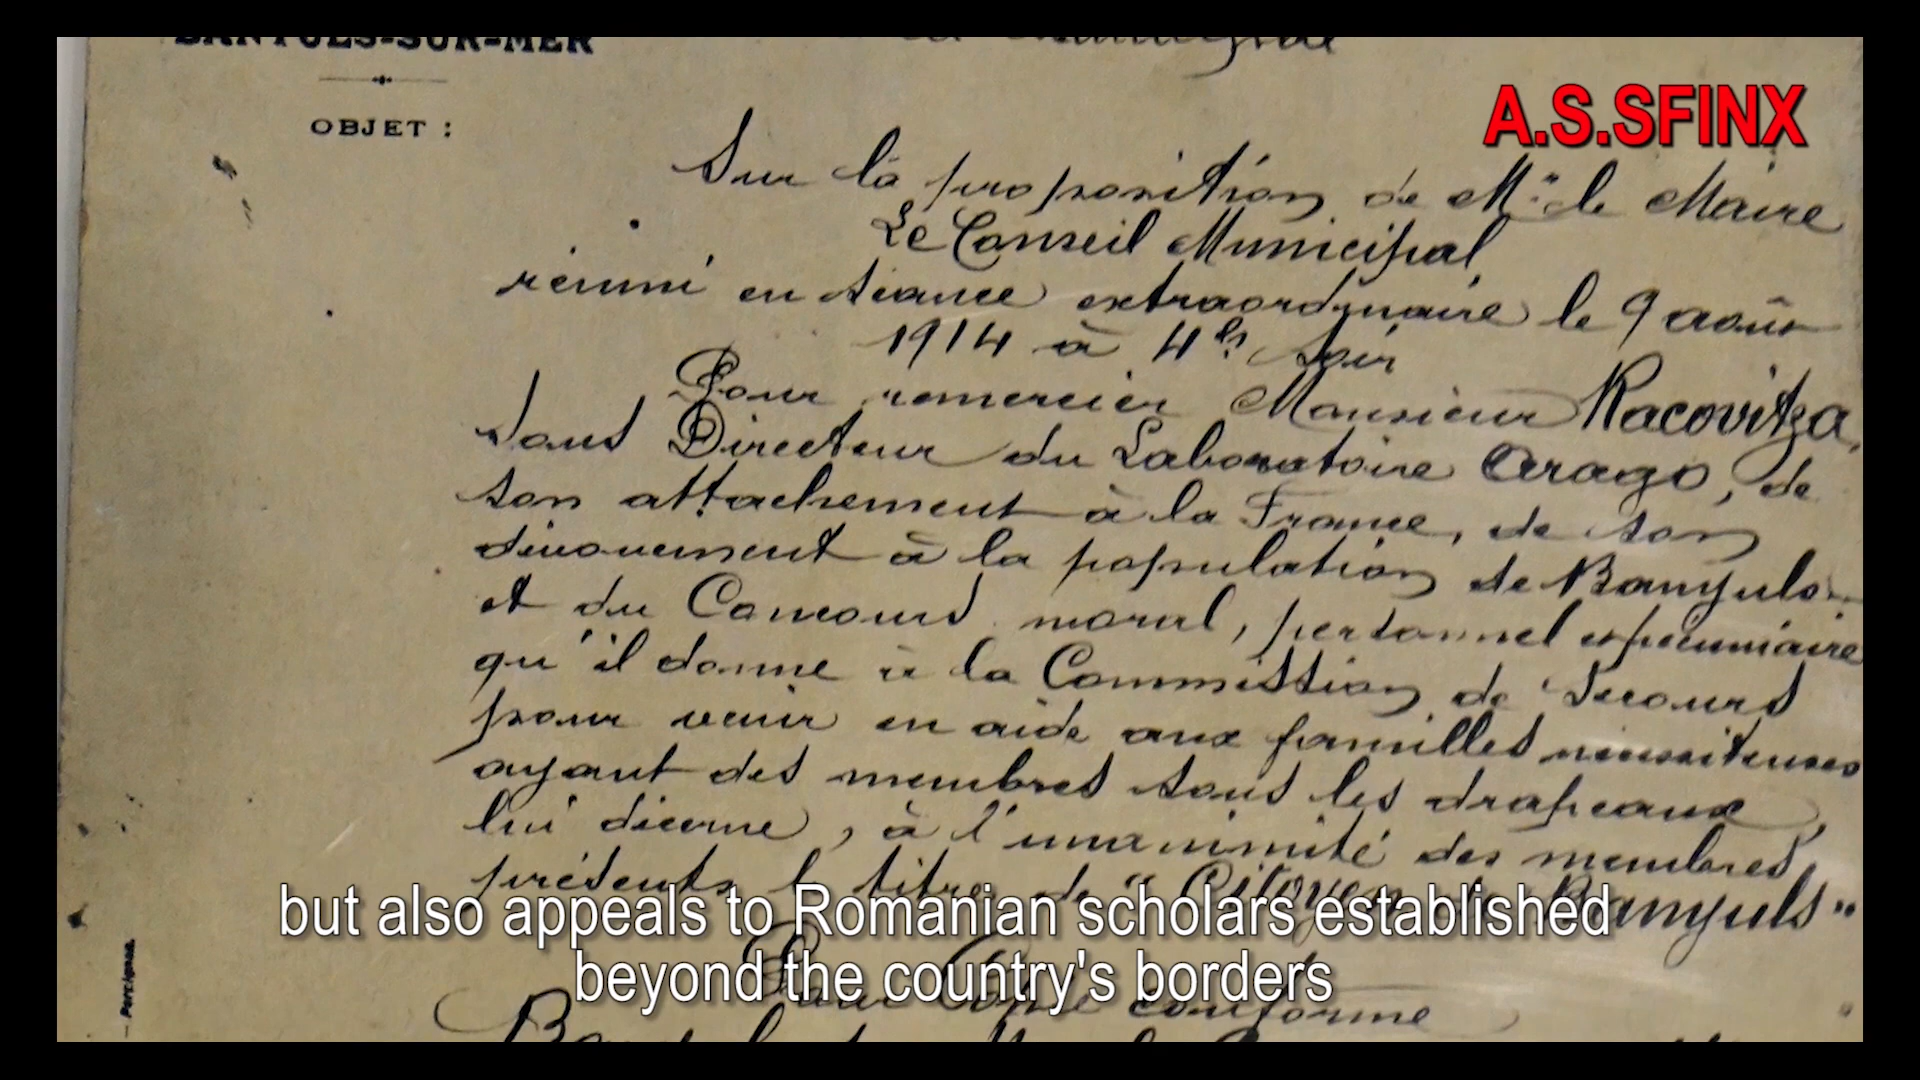 BANYULS-SUR-MER
OBJET :
A.S.SFINX
Sur la proposition de Mr le Maire
Le Conseil Municipal,
réuni en séance extraordinaire le 9 août
1914 à 4h soir
Pour remercier Monsieur Racovitza,
Sous Directeur du Laboratoire Arago, de
son attachement à la France, de son
dévouement à la population de Banyuls
et du Concours moral, personnel et pécuniaire
qu'il donne à la Commission de Secours
pour venir en aide aux familles nécessiteuses
ayant des membres sous les drapeaux,
lui décerne, à l'unanimité des membres
présents le titre de "Citoyen de Banyuls"
Pour Copie conforme
Perpignan.
but also appeals to Romanian scholars established
beyond the country's borders